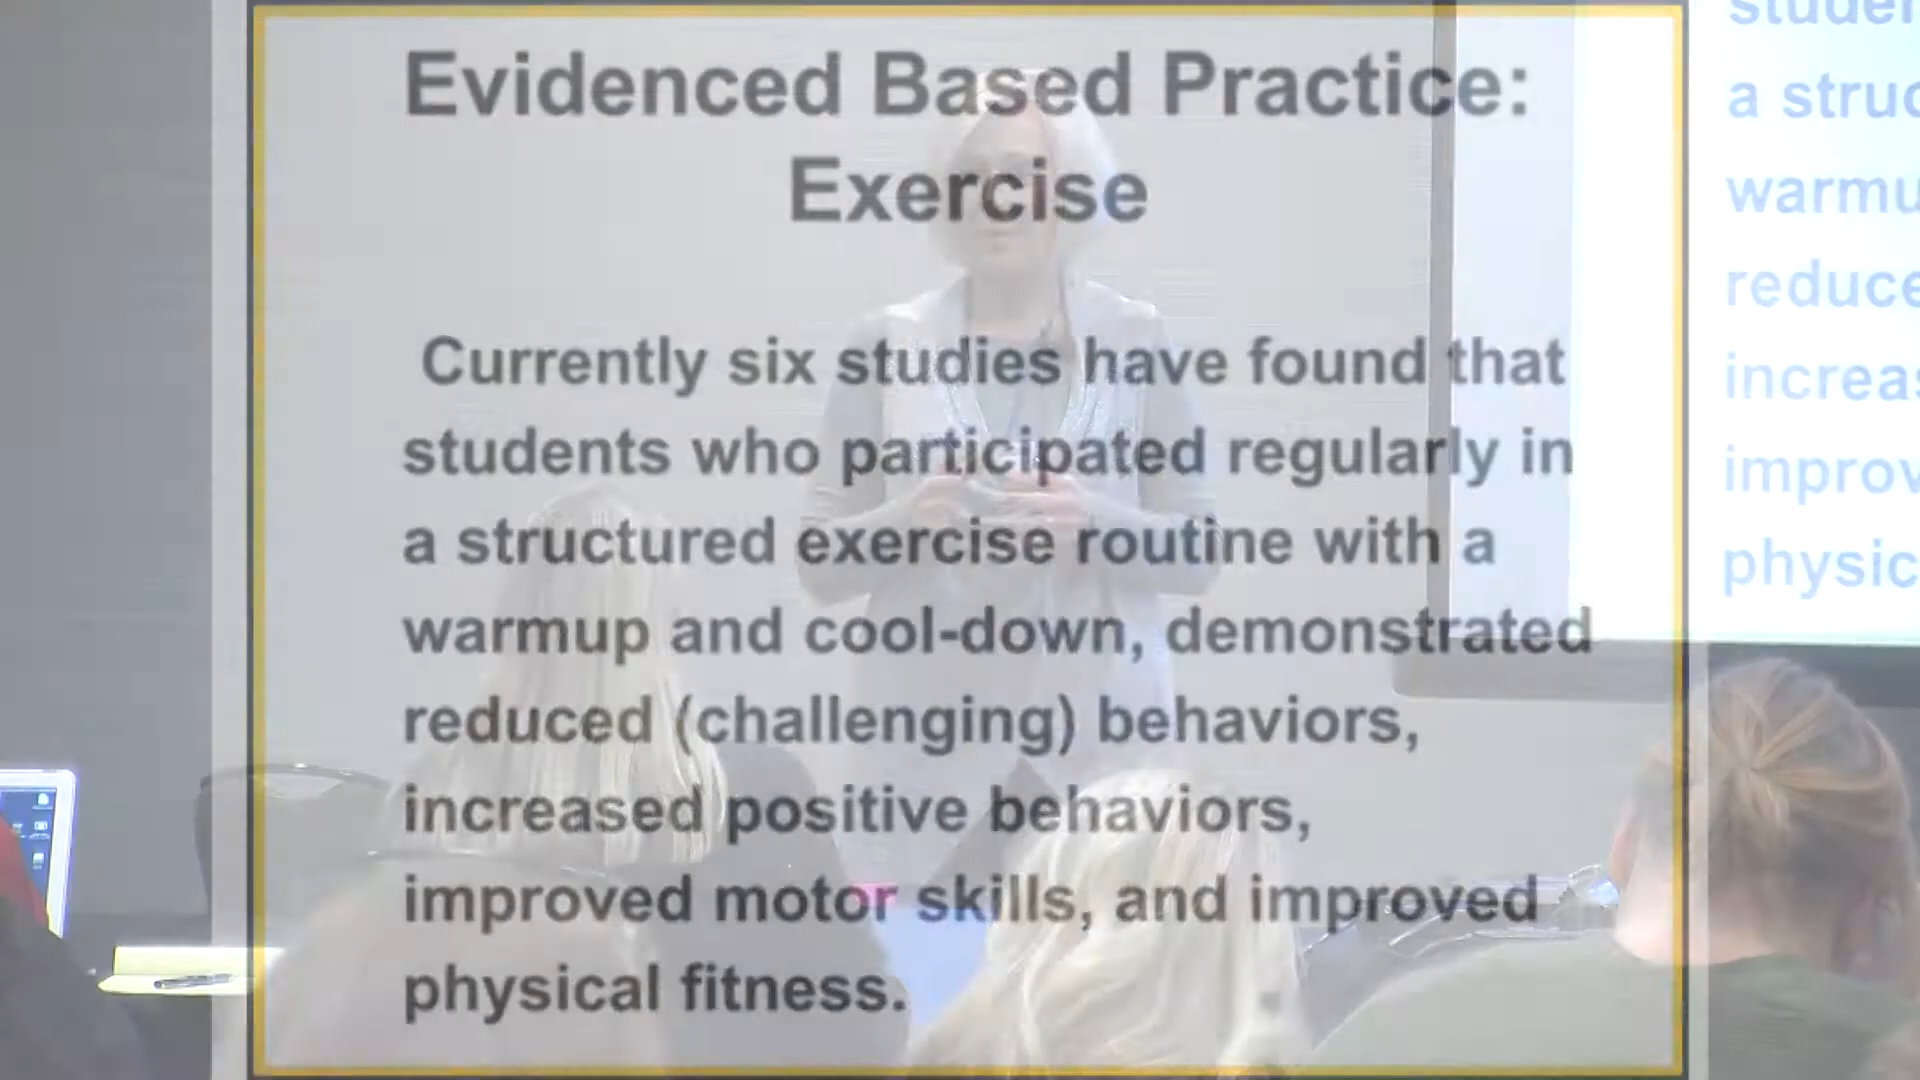 Evidenced Based Practice:
Exercise
Currently six studies have found that
students who participated regularly in
a structured exercise routine with a
warmup and cool-down, demonstrated
reduced (challenging) behaviors,
increased positive behaviors,
improved motor skills, and improved
physical fitness.
studen
a struc
warmu
reduce
increas
improv
physic